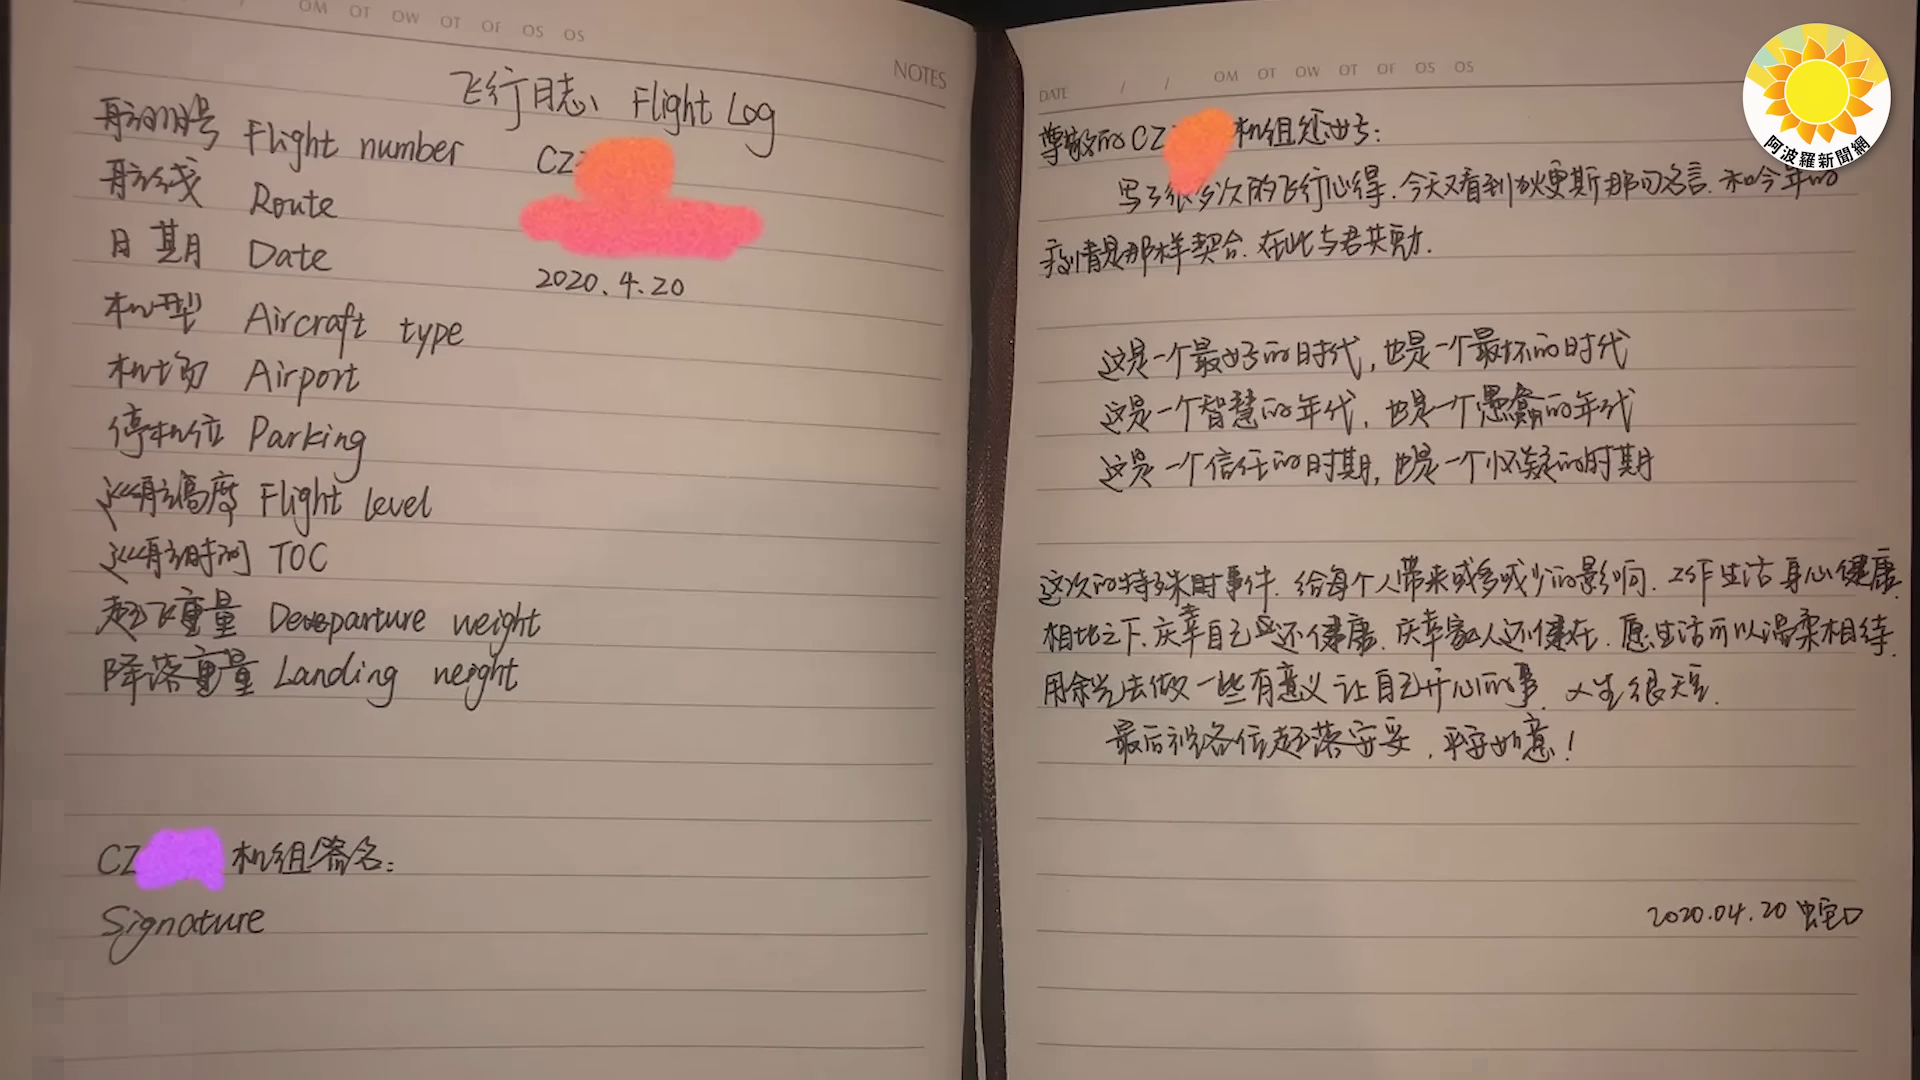 OM OT OW OT OF OS OS
NOTES
飞行日志、Flight Log
航班号 Flight number CZ
航线 Route
日期 Date 2020.4.20
机型 Aircraft type
机场 Airport
停机位 Parking
巡航高度 Flight level
巡航时间 TOC
起飞重量 Deveparture weight
降落重量 Landing weight
CZ 机组签名:
Signature
DATE / / OM OT OW OT OF OS OS
尊敬的CZ 机组您好:
写了很多次的飞行心得.今天又看到狄更斯那句名言.和今年的
疫情是那样契合.在此与君共勉.
这是一个最好的时代,也是一个最坏的时代
这是一个智慧的年代,也是一个愚蠢的年代
这是一个信任的时期,也是一个怀疑的时期
这次的特殊时事件.给每个人带来或多或少的影响.工作生活身心健康.
相比之下.庆幸自己还健康.庆幸家人还健在.愿生活可以温柔相待.
用余光去做一些有意义让自己开心的事.人生很短.
最后祝各位起落安妥.平安如意!
2020.04.20 蛇口
阿波羅新聞網